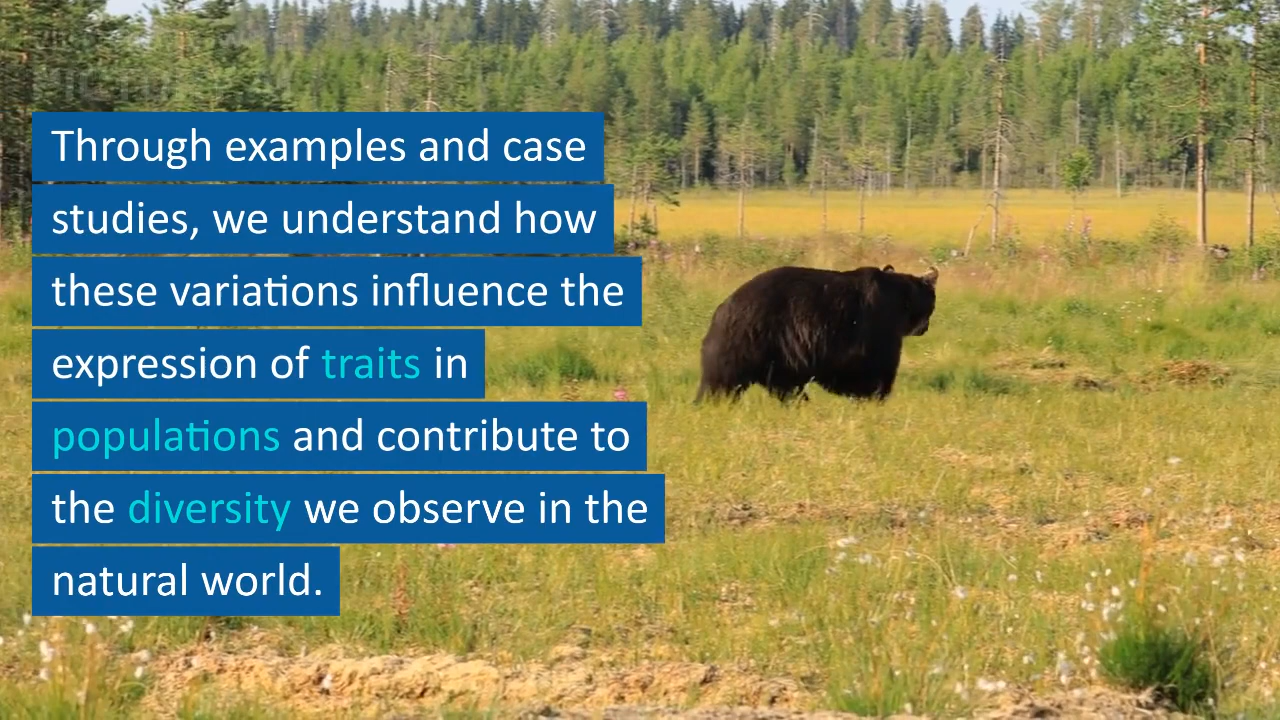 Through examples and case
studies, we understand how
these variations influence the
expression of traits in
populations and contribute to
the diversity we observe in the
natural world.